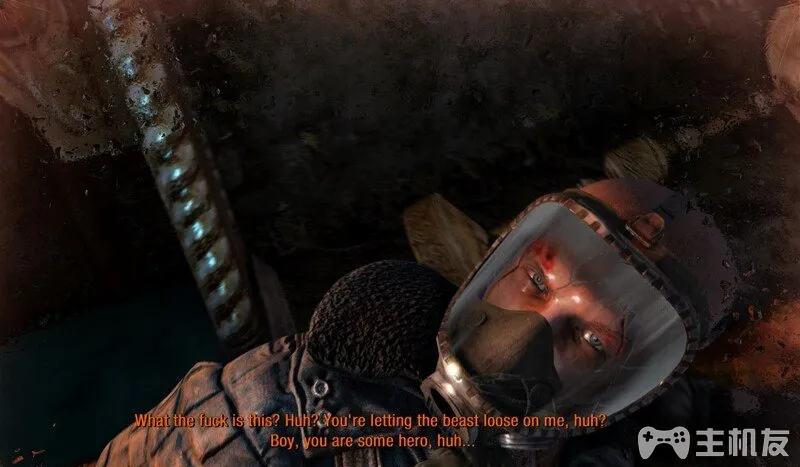 What the fuck is this? Huh? You're letting the beast loose on me, huh?
Boy, you are some hero, huh...
主机友